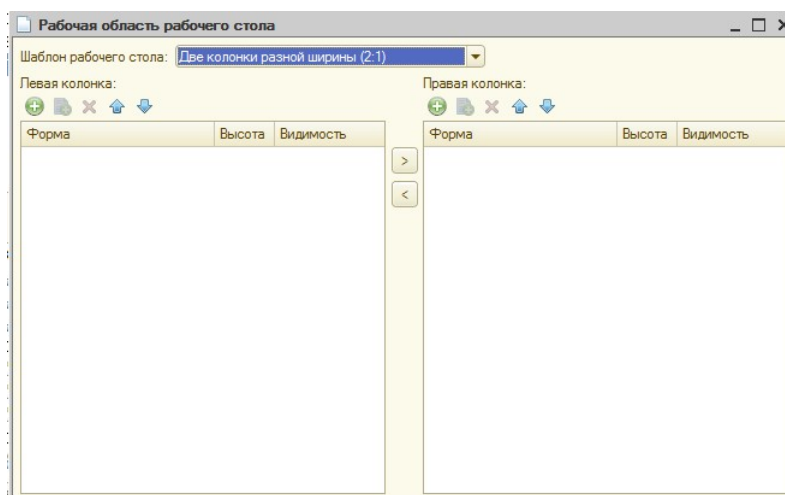 Рабочая область рабочего стола
Шаблон рабочего стола: Две колонки разной ширины (2:1)
Левая колонка: Правая колонка:
Форма Высота Видимость Форма Высота Видимость
>
<